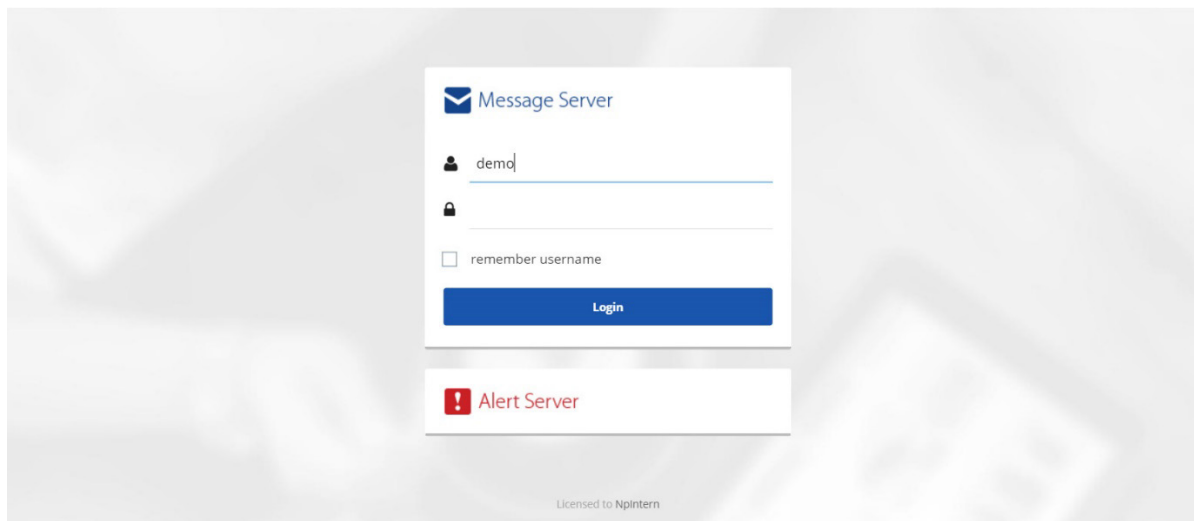 Message Server
demo
remember username
Login
Alert Server
Licensed to NpIntern